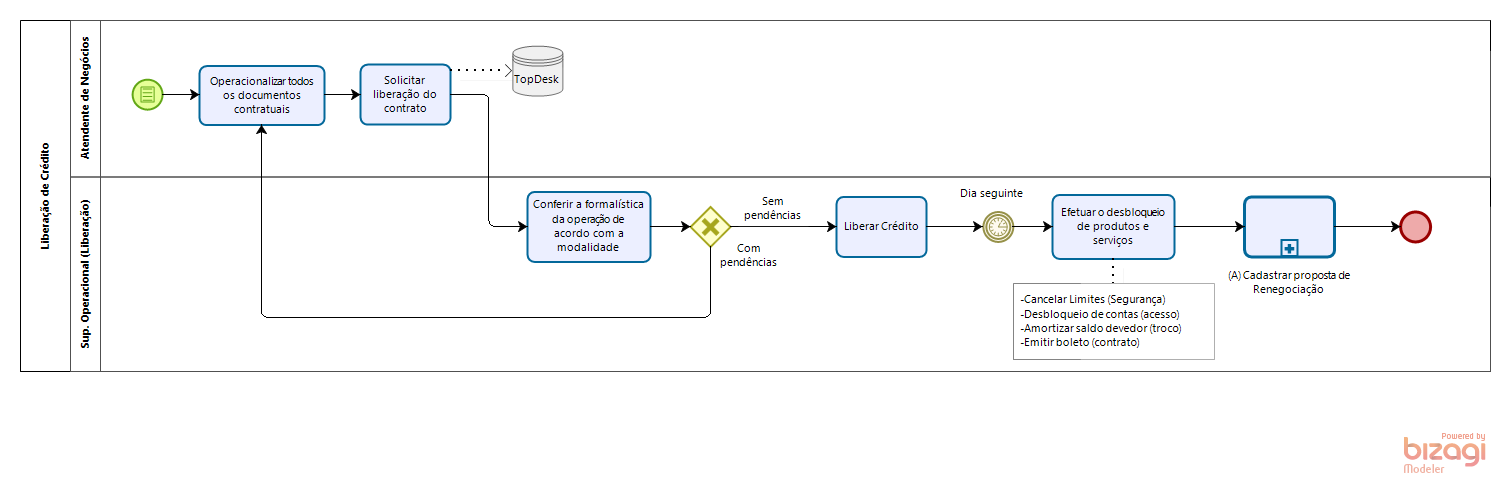 Liberação de Crédito
Atendente de Negócios
Operacionalizar todos
os documentos
contratuais
Solicitar
liberação do
contrato
TopDesk
Sup. Operacional (Liberação)
Conferir a formalística
da operação de
acordo com a
modalidade
Sem
pendências
Com
pendências
Liberar Crédito
Dia seguinte
Efetuar o desbloqueio
de produtos e
serviços
-Cancelar Limites (Segurança)
-Desbloqueio de contas (acesso)
-Amortizar saldo devedor (troco)
-Emitir boleto (contrato)
(A) Cadastrar proposta de
Renegociação
Powered by
bizagi
Modeler